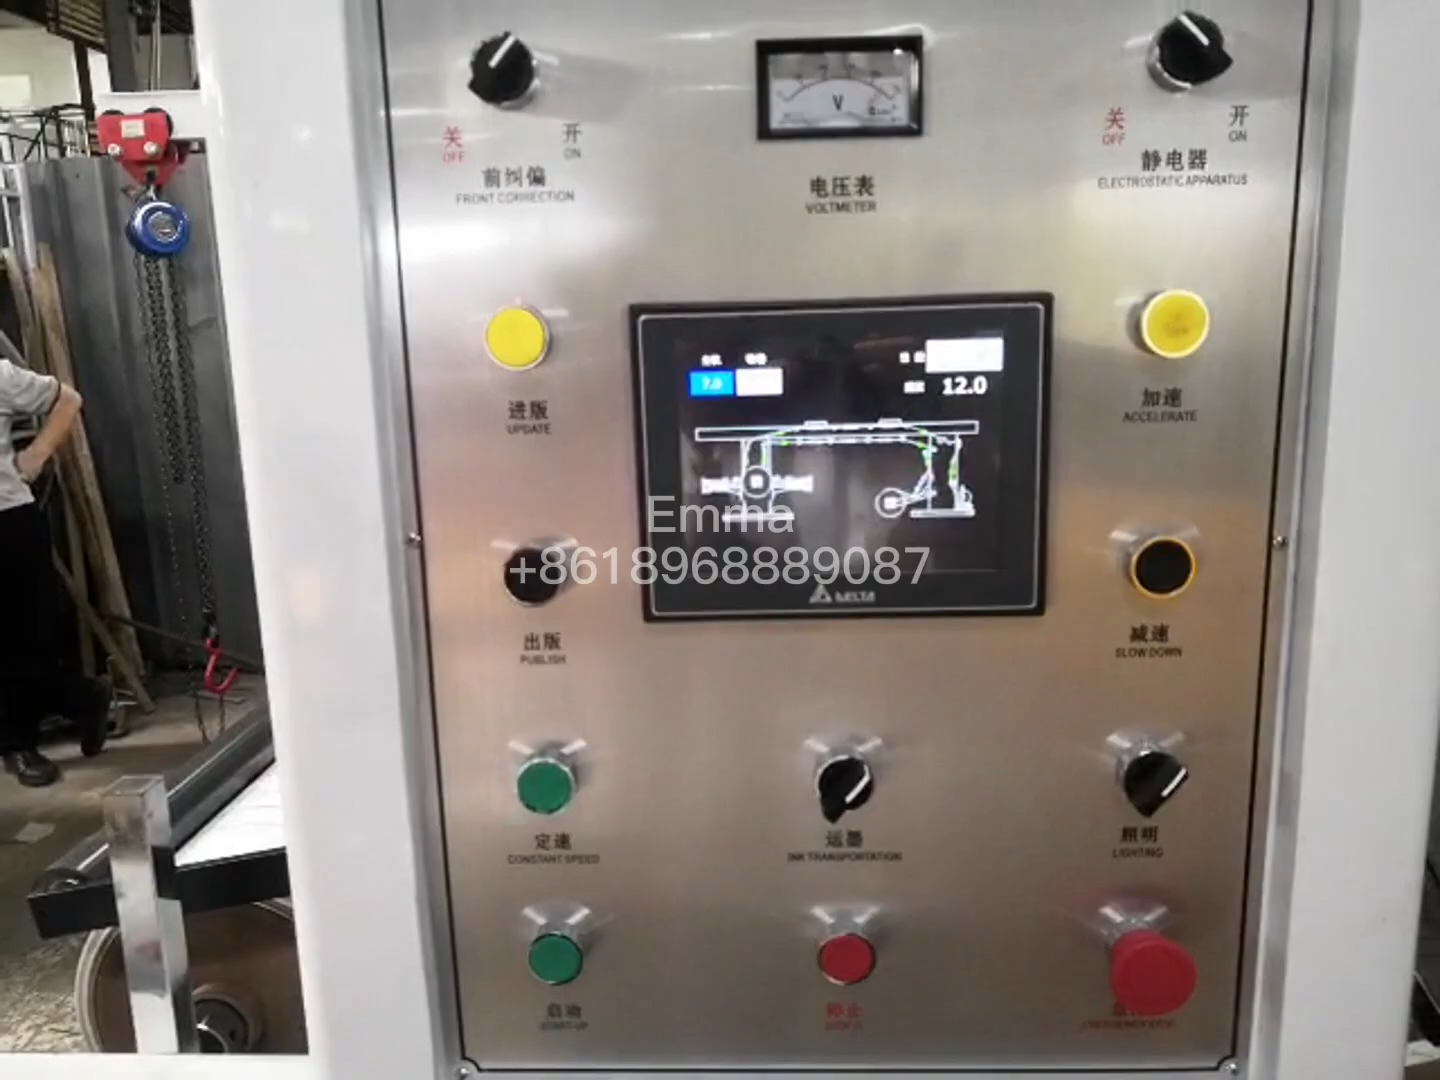 V
关
OFF
开
ON
前纠偏
FRONT CORRECTION
电压表
VOLTMETER
关
OFF
开
ON
静电器
ELECTROSTATIC APPARATUS
7.0
12.0
进版
UPDATE
加速
ACCELERATE
Emma
+8618968889087
DELTA
出版
PUBLISH
减速
SLOW DOWN
定速
CONSTANT SPEED
运墨
INK TRANSPORTATION
照明
LIGHTING
启动
START-UP
停止
EMERGENCY STOP